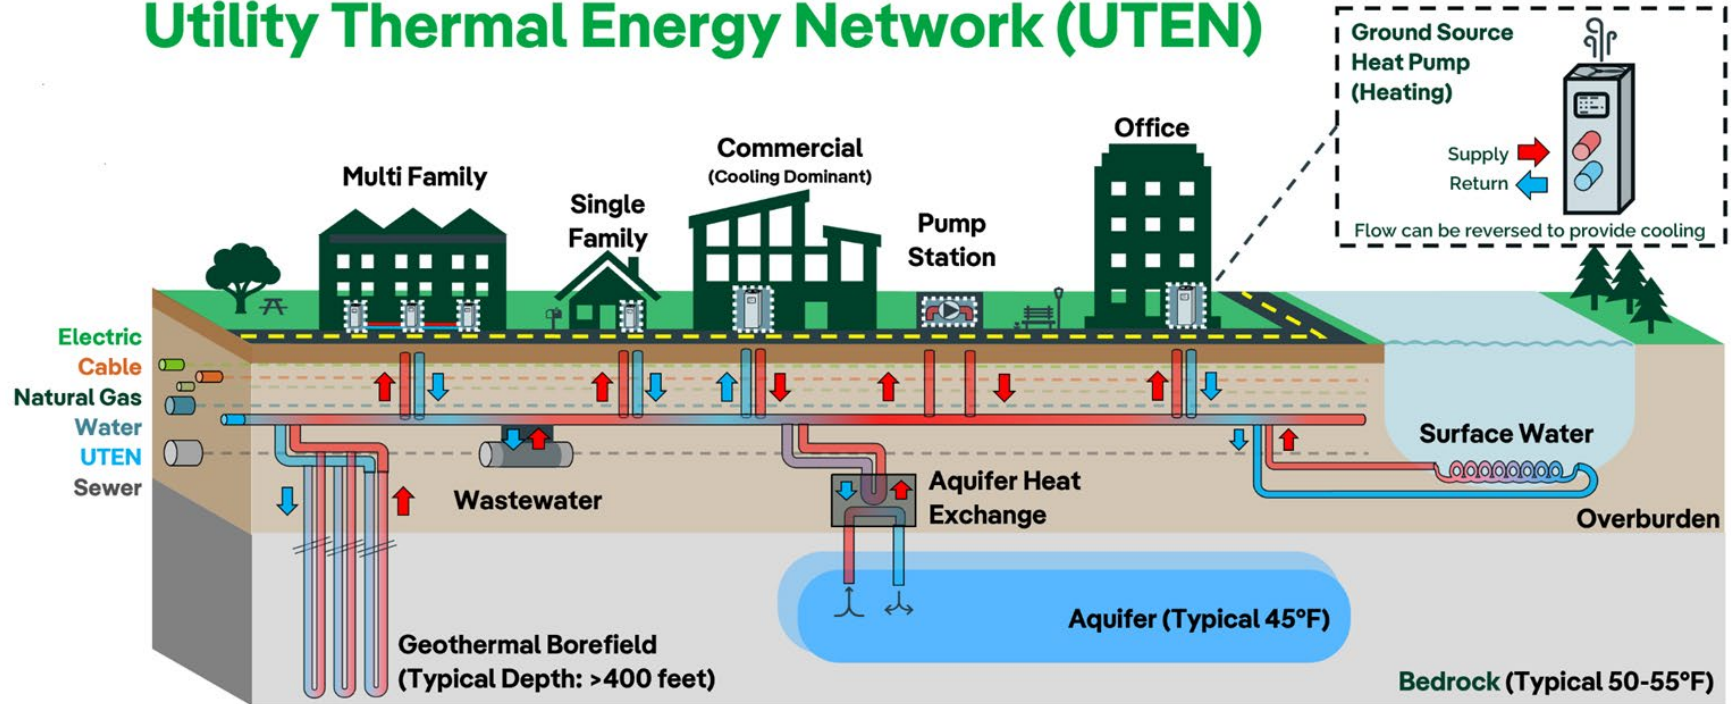 Utility Thermal Energy Network (UTEN)
Ground Source
Heat Pump
(Heating)
Supply
Return
Flow can be reversed to provide cooling
Multi Family
Single
Family
Commercial
(Cooling Dominant)
Pump
Station
Office
Electric
Cable
Natural Gas
Water
UTEN
Sewer
Wastewater
Aquifer Heat
Exchange
Surface Water
Overburden
Geothermal Borefield
(Typical Depth: >400 feet)
Aquifer (Typical 45°F)
Bedrock (Typical 50-55°F)